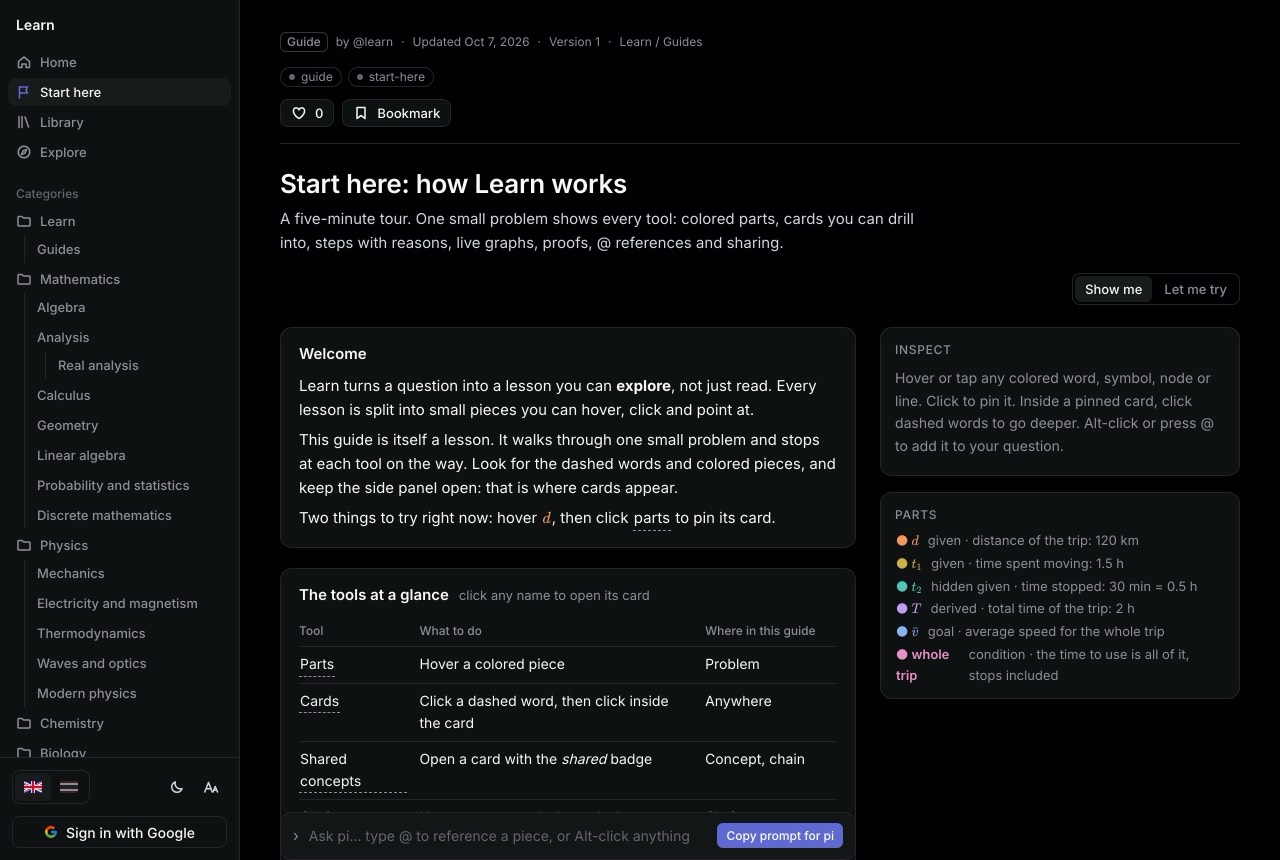 Learn
Home
Start here
Library
Explore
Categories
Learn
Guides
Mathematics
Algebra
Analysis
Real analysis
Calculus
Geometry
Linear algebra
Probability and statistics
Discrete mathematics
Physics
Mechanics
Electricity and magnetism
Thermodynamics
Waves and optics
Modern physics
Chemistry
Biology
Sign in with Google
Guide by @learn · Updated Oct 7, 2026 · Version 1 · Learn / Guides
guide start-here
0 Bookmark
Start here: how Learn works
A five-minute tour. One small problem shows every tool: colored parts, cards you can drill
into, steps with reasons, live graphs, proofs, @ references and sharing.
Show me Let me try
Welcome
Learn turns a question into a lesson you can explore, not just read. Every
lesson is split into small pieces you can hover, click and point at.
This guide is itself a lesson. It walks through one small problem and stops
at each tool on the way. Look for the dashed words and colored pieces, and
keep the side panel open: that is where cards appear.
Two things to try right now: hover d, then click parts to pin its card.
The tools at a glance click any name to open its card
Tool What to do Where in this guide
Parts Hover a colored piece Problem
Cards Click a dashed word, then click inside Anywhere
the card
Shared Open a card with the shared badge Concept, chain
concepts
Ask pi... type @ to reference a piece, or Alt-click anything Copy prompt for pi
INSPECT
Hover or tap any colored word, symbol, node or
line. Click to pin it. Inside a pinned card, click
dashed words to go deeper. Alt-click or press @
to add it to your question.
PARTS
d given · distance of the trip: 120 km
t₁ given · time spent moving: 1.5 h
t₂ hidden given · time stopped: 30 min = 0.5 h
T derived · total time of the trip: 2 h
v̄ goal · average speed for the whole trip
whole condition · the time to use is all of it,
trip stops included